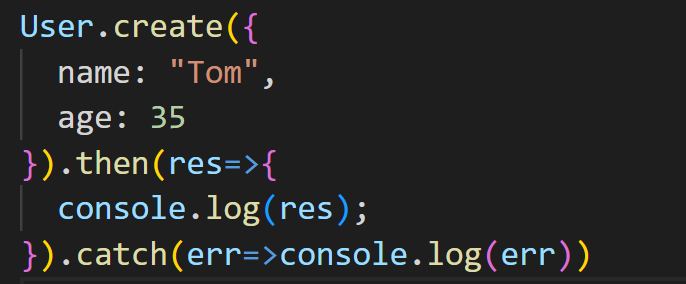 User.create({
  name: "Tom",
  age: 35
}).then(res=>{
  console.log(res);
}).catch(err=>console.log(err))